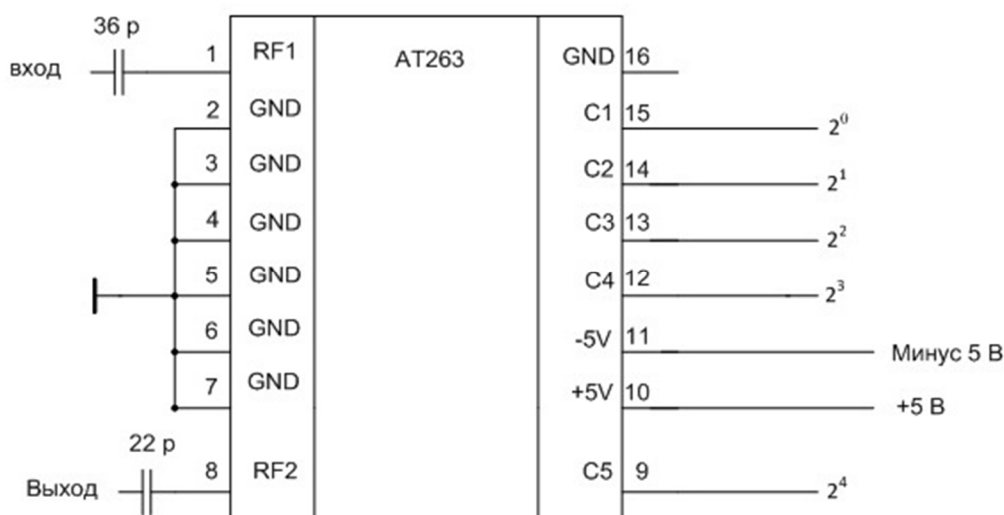 36 p
вход
1 RF1 AT263 GND 16
2 GND C1 15 2⁰
3 GND C2 14 2¹
4 GND C3 13 2²
5 GND C4 12 2³
6 GND -5V 11 Минус 5 В
7 GND +5V 10 +5 В
22 p
Выход 8 RF2 C5 9 2⁴